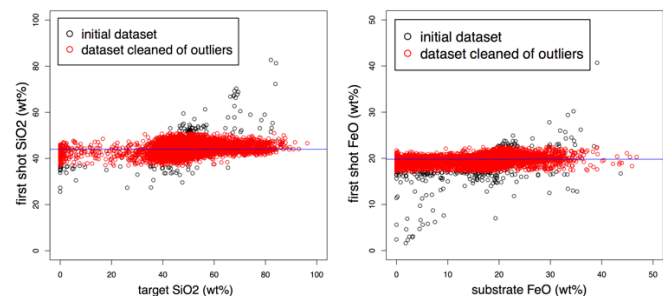 initial dataset
dataset cleaned of outliers
first shot SiO2 (wt%)
100
80
60
40
20
0
0 20 40 60 80 100
target SiO2 (wt%)
initial dataset
dataset cleaned of outliers
first shot FeO (wt%)
50
40
30
20
10
0
0 10 20 30 40 50
substrate FeO (wt%)